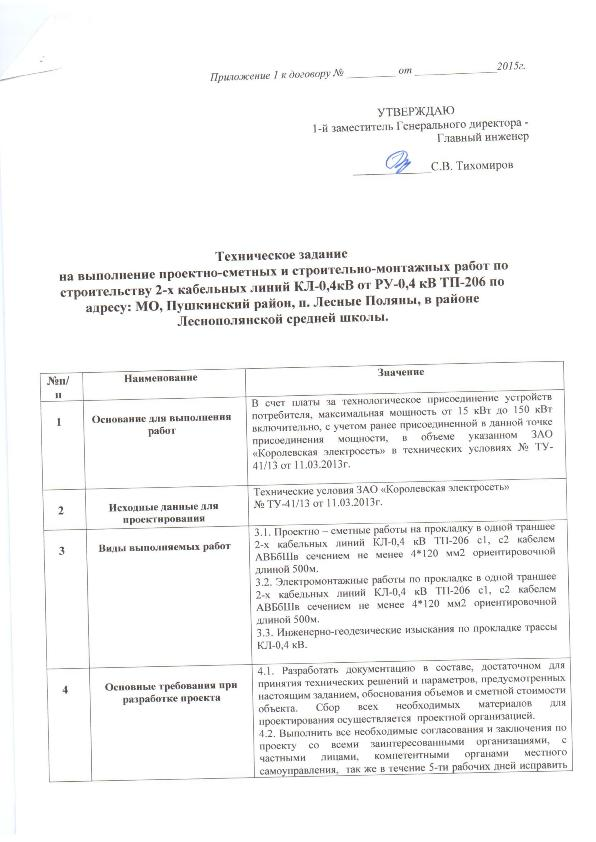 Приложение 1 к договору № _________ от _______________2015г.
УТВЕРЖДАЮ
1-й заместитель Генерального директора -
Главный инженер
_____________С.В. Тихомиров
Техническое задание
на выполнение проектно-сметных и строительно-монтажных работ по
строительству 2-х кабельных линий КЛ-0,4кВ от РУ-0,4 кВ ТП-206 по
адресу: МО, Пушкинский район, п. Лесные Поляны, в районе
Леснополянской средней школы.
№п/
п
Наименование
Значение
1
Основание для выполнения
работ
В счет платы за технологическое присоединение устройств
потребителя, максимальная мощность от 15 кВт до 150 кВт
включительно, с учетом ранее присоединенной в данной точке
присоединения мощности, в объеме указанном ЗАО
«Королевская электросеть» в технических условиях № ТУ-
41/13 от 11.03.2013г.
2
Исходные данные для
проектирования
Технические условия ЗАО «Королевская электросеть»
№ ТУ-41/13 от 11.03.2013г.
3
Виды выполняемых работ
3.1. Проектно – сметные работы на прокладку в одной траншее
2-х кабельных линий КЛ-0,4 кВ ТП-206 с1, с2 кабелем
АВБбШв сечением не менее 4*120 мм2 ориентировочной
длиной 500м.
3.2. Электромонтажные работы по прокладке в одной траншее
2-х кабельных линий КЛ-0,4 кВ ТП-206 с1, с2 кабелем
АВБбШв сечением не менее 4*120 мм2 ориентировочной
длиной 500м.
3.3. Инженерно-геодезические изыскания по прокладке трассы
КЛ-0,4 кВ.
4
Основные требования при
разработке проекта
4.1. Разработать документацию в составе, достаточном для
принятия технических решений и параметров, предусмотренных
настоящим заданием, обоснования объемов и сметной стоимости
объекта. Сбор всех необходимых материалов для
проектирования осуществляется проектной организацией.
4.2. Выполнить все необходимые согласования и заключения по
проекту со всеми заинтересованными организациями, с
частными лицами, компетентными органами местного
самоуправления, так же в течение 5-ти рабочих дней исправить